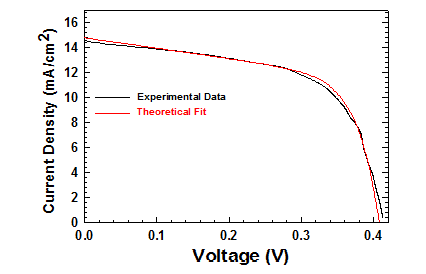 16
14
12
10
8
6
4
2
0
Current Density (mA/cm²)
Experimental Data
Theoretical Fit
0.0 0.1 0.2 0.3 0.4
Voltage (V)